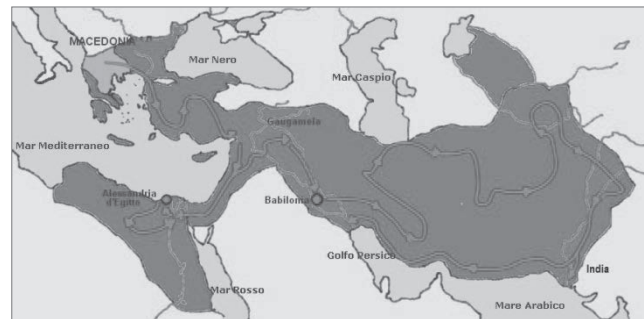 MACEDONIA
Mar Nero
Mar Caspio
Gaugamela
Mar Mediterraneo
Alessandria
d'Egitto
Babilonia
Golfo Persico
India
Mar Rosso
Mare Arabico